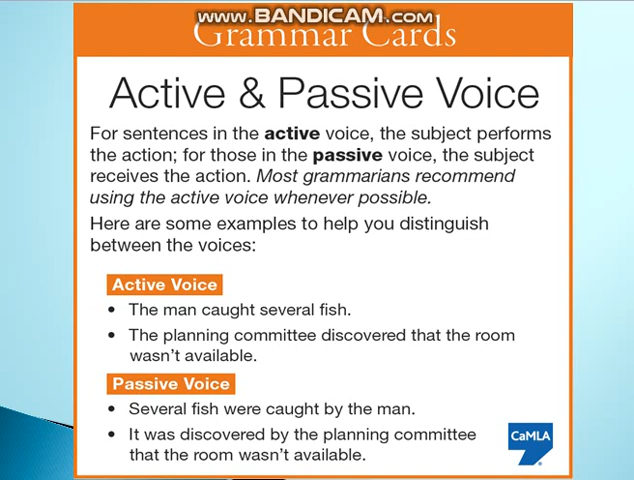 www.BANDICAM.com
Grammar Cards
Active & Passive Voice
For sentences in the active voice, the subject performs
the action; for those in the passive voice, the subject
receives the action. Most grammarians recommend
using the active voice whenever possible.
Here are some examples to help you distinguish
between the voices:
Active Voice
• The man caught several fish.
• The planning committee discovered that the room
wasn't available.
Passive Voice
• Several fish were caught by the man.
• It was discovered by the planning committee
that the room wasn't available.
CaMLA